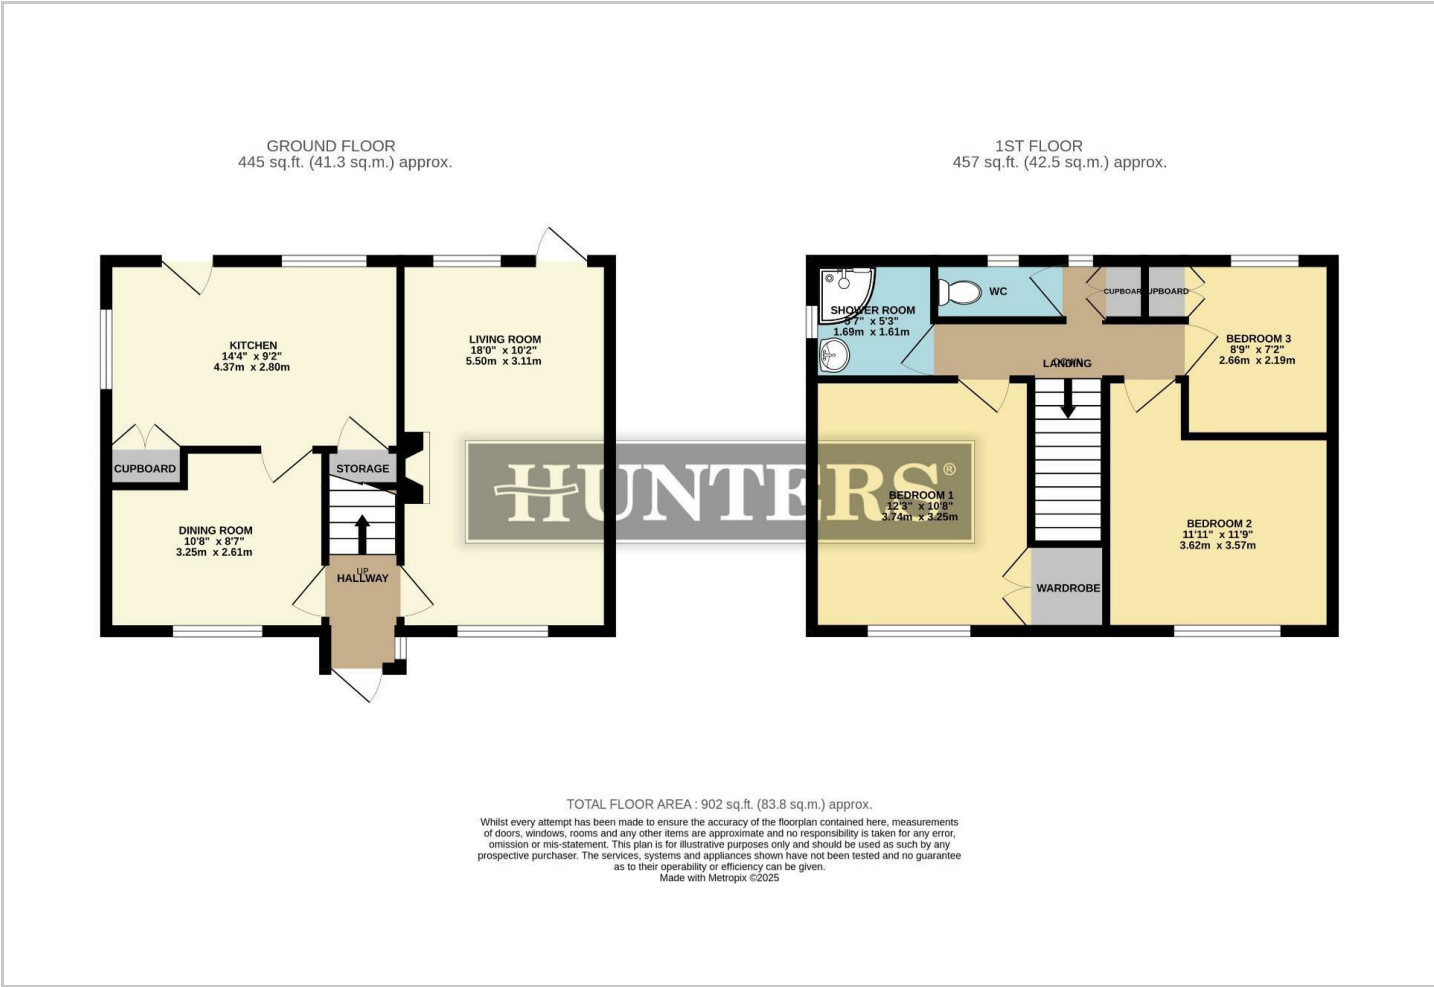 GROUND FLOOR
445 sq.ft. (41.3 sq.m.) approx.
1ST FLOOR
457 sq.ft. (42.5 sq.m.) approx.
KITCHEN
14'4" x 9'2"
4.37m x 2.80m
LIVING ROOM
18'0" x 10'2"
5.50m x 3.11m
CUPBOARD
STORAGE
DINING ROOM
10'8" x 8'7"
3.25m x 2.61m
UP
HALLWAY
SHOWER ROOM
5'7" x 5'3"
1.69m x 1.61m
WC
CUPBOARD
CUPBOARD
BEDROOM 3
8'9" x 7'2"
2.66m x 2.19m
DOWN
LANDING
HUNTERS®
BEDROOM 1
12'3" x 10'8"
3.74m x 3.25m
BEDROOM 2
11'11" x 11'9"
3.62m x 3.57m
WARDROBE
TOTAL FLOOR AREA : 902 sq.ft. (83.8 sq.m.) approx.
Whilst every attempt has been made to ensure the accuracy of the floorplan contained here, measurements
of doors, windows, rooms and any other items are approximate and no responsibility is taken for any error,
omission or mis-statement. This plan is for illustrative purposes only and should be used as such by any
prospective purchaser. The services, systems and appliances shown have not been tested and no guarantee
as to their operability or efficiency can be given.
Made with Metropix ©2025